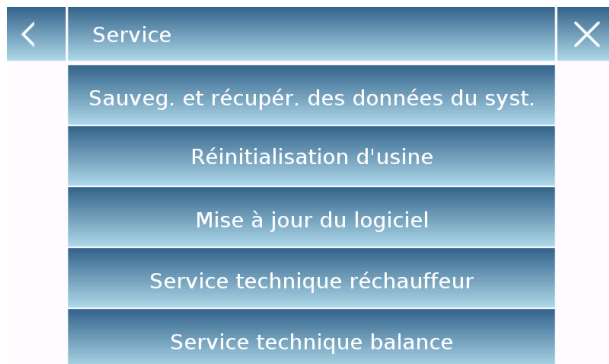 Service
Sauveg. et récupér. des données du syst.
Réinitialisation d'usine
Mise à jour du logiciel
Service technique réchauffeur
Service technique balance